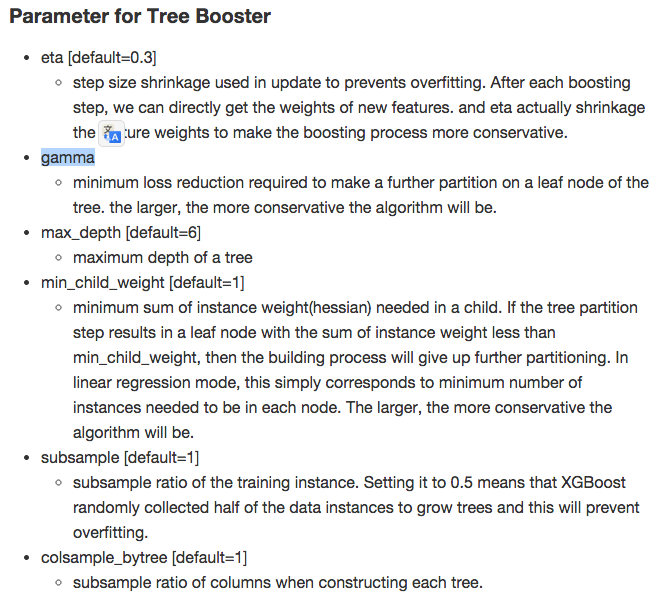 Parameter for Tree Booster
eta [default=0.3]
step size shrinkage used in update to prevents overfitting. After each boosting
step, we can directly get the weights of new features. and eta actually shrinkage
the ture weights to make the boosting process more conservative.
gamma
minimum loss reduction required to make a further partition on a leaf node of the
tree. the larger, the more conservative the algorithm will be.
max_depth [default=6]
maximum depth of a tree
min_child_weight [default=1]
minimum sum of instance weight(hessian) needed in a child. If the tree partition
step results in a leaf node with the sum of instance weight less than
min_child_weight, then the building process will give up further partitioning. In
linear regression mode, this simply corresponds to minimum number of
instances needed to be in each node. The larger, the more conservative the
algorithm will be.
subsample [default=1]
subsample ratio of the training instance. Setting it to 0.5 means that XGBoost
randomly collected half of the data instances to grow trees and this will prevent
overfitting.
colsample_bytree [default=1]
subsample ratio of columns when constructing each tree.